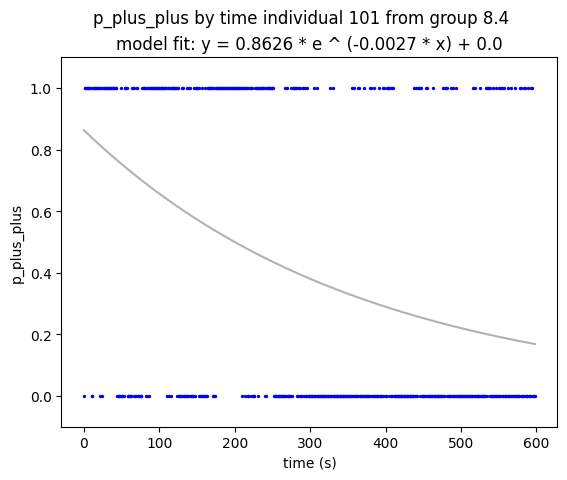 p_plus_plus by time individual 101 from group 8.4
model fit: y = 0.8626 * e ^ (-0.0027 * x) + 0.0
1.0
0.8
0.6
0.4
0.2
0.0
p_plus_plus
0 100 200 300 400 500 600
time (s)